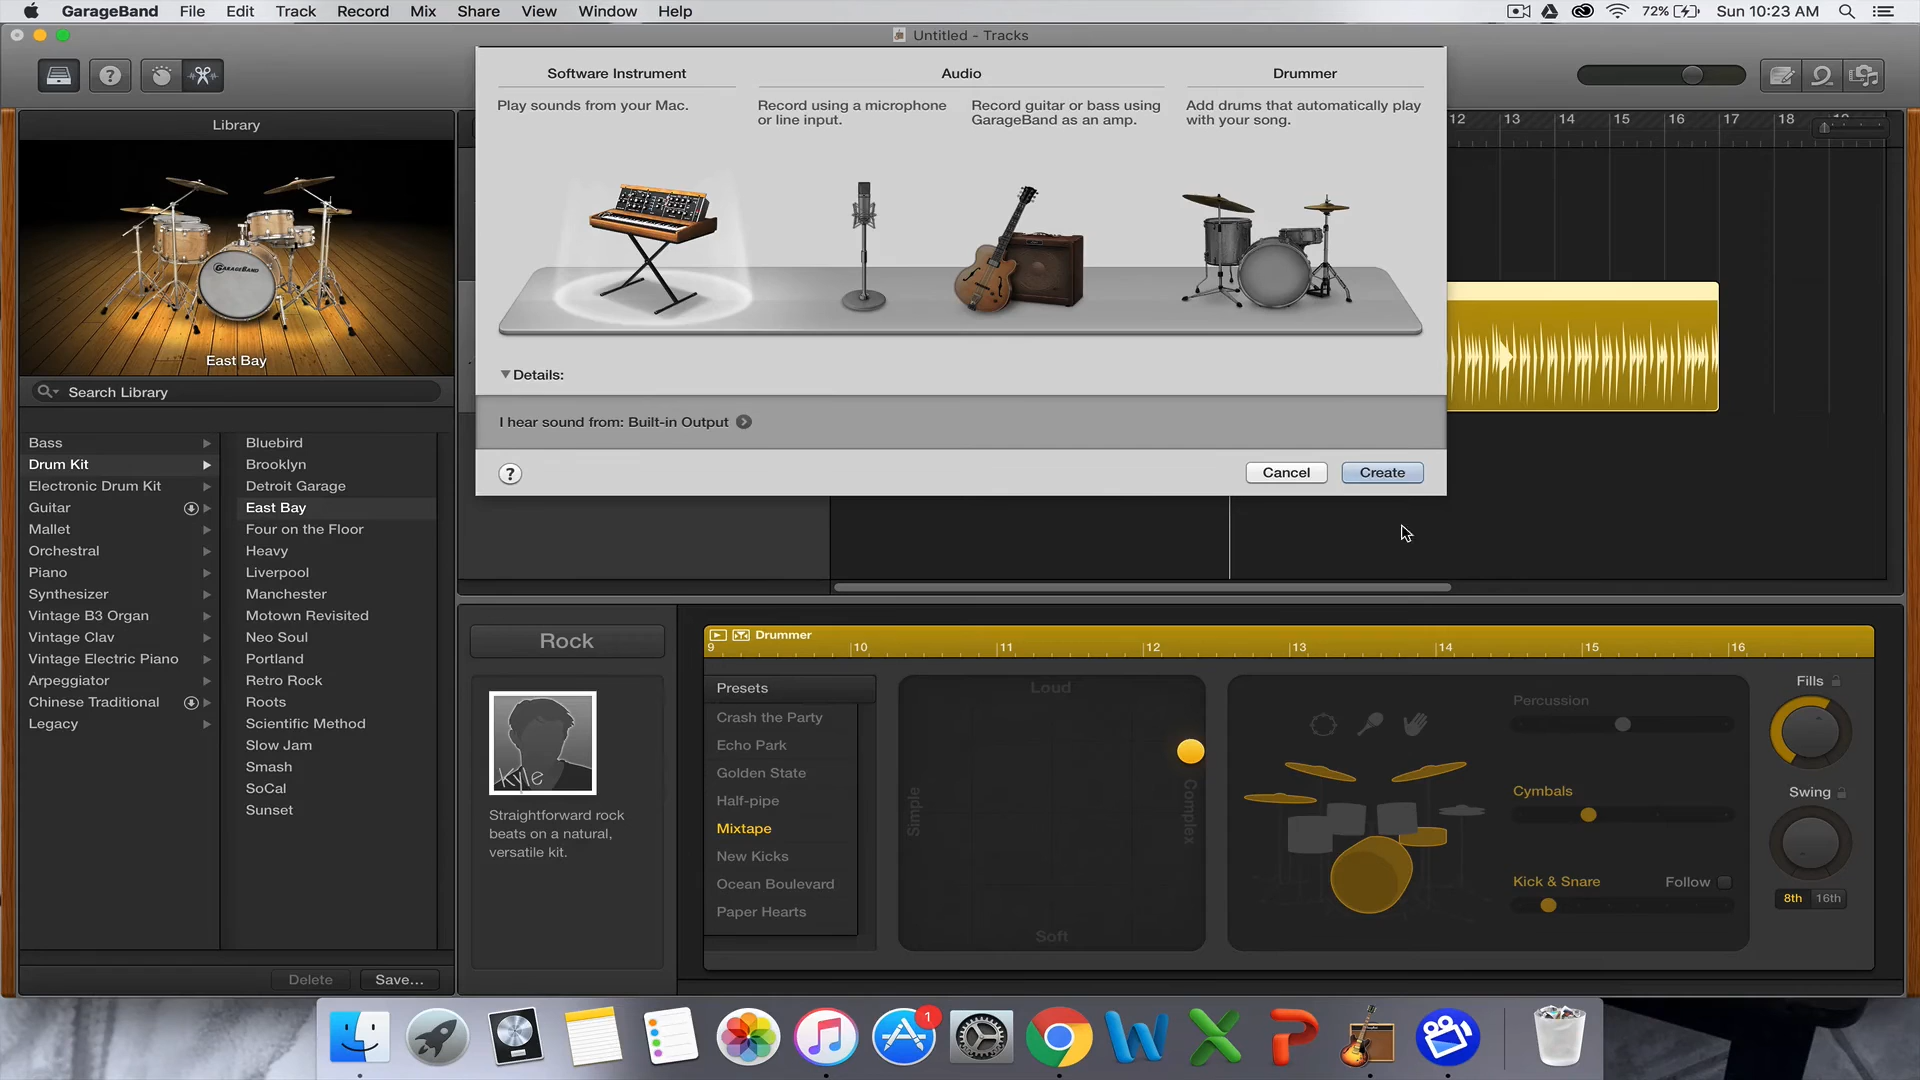 GarageBand File Edit Track Record Mix Share View Window Help
72% Sun 10:23 AM
Untitled - Tracks
Software Instrument
Play sounds from your Mac.
Audio
Record using a microphone
or line input.
Record guitar or bass using
GarageBand as an amp.
Drummer
Add drums that automatically play
with your song.
Details:
I hear sound from: Built-in Output
?
Cancel
Create
12 13 14 15 16 17 18 19
Library
GARAGEBAND
East Bay
Search Library
Bass
Drum Kit
Electronic Drum Kit
Guitar
Mallet
Orchestral
Piano
Synthesizer
Vintage B3 Organ
Vintage Clav
Vintage Electric Piano
Arpeggiator
Chinese Traditional
Legacy
Bluebird
Brooklyn
Detroit Garage
East Bay
Four on the Floor
Heavy
Liverpool
Manchester
Motown Revisited
Neo Soul
Portland
Retro Rock
Roots
Scientific Method
Slow Jam
Smash
SoCal
Sunset
Delete
Save...
Rock
Kyle
Straightforward rock
beats on a natural,
versatile kit.
Drummer
9 10 11 12 13 14 15 16
Presets
Crash the Party
Echo Park
Golden State
Half-pipe
Mixtape
New Kicks
Ocean Boulevard
Paper Hearts
Loud
Simple
Complex
Soft
Percussion
Cymbals
Kick & Snare
Follow
Fills
Swing
8th 16th
1